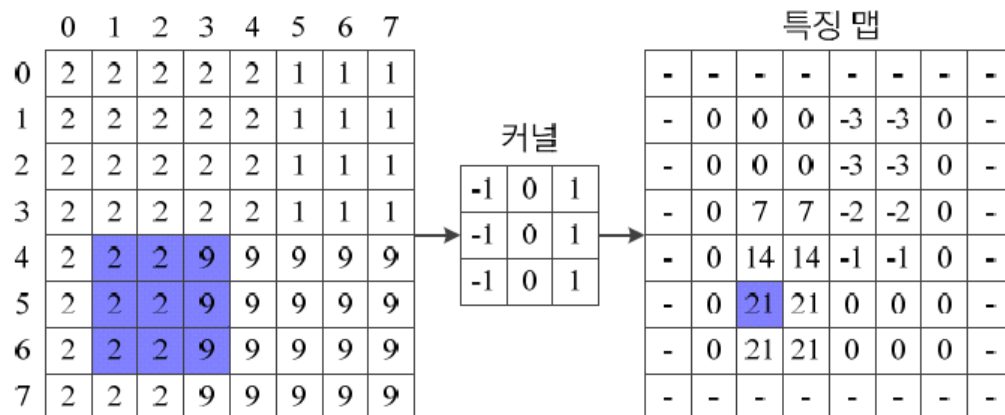 0 1 2 3 4 5 6 7
0 2 2 2 2 2 1 1 1
1 2 2 2 2 2 1 1 1
2 2 2 2 2 2 1 1 1
3 2 2 2 2 2 1 1 1
4 2 2 2 9 9 9 9 9
5 2 2 2 9 9 9 9 9
6 2 2 2 9 9 9 9 9
7 2 2 2 9 9 9 9 9
커널
-1 0 1
-1 0 1
-1 0 1
특징 맵
- - - - - - - -
- 0 0 0 -3 -3 0 -
- 0 0 0 -3 -3 0 -
- 0 7 7 -2 -2 0 -
- 0 14 14 -1 -1 0 -
- 0 21 21 0 0 0 -
- 0 21 21 0 0 0 -
- - - - - - - -